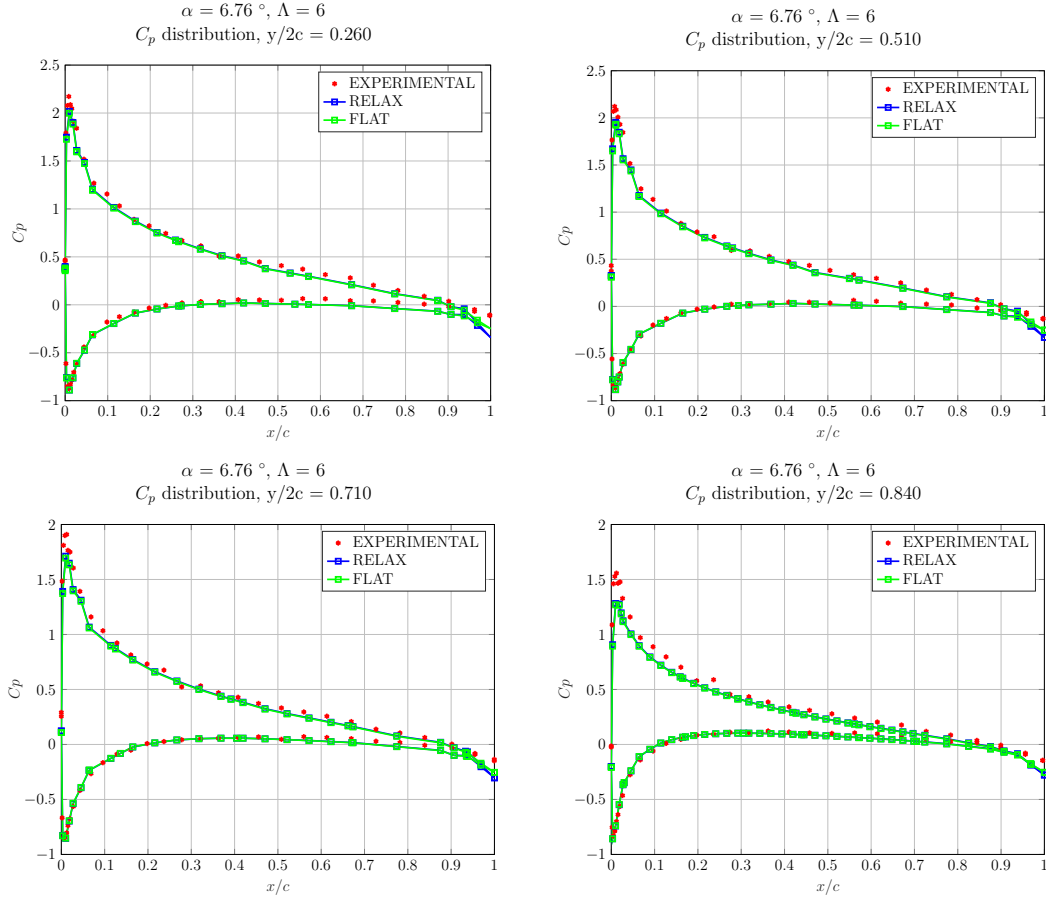 α = 6.76 °, Λ = 6
Cp distribution, y/2c = 0.260
2.5
2
1.5
1
0.5
0
−0.5
−1
Cp
EXPERIMENTAL
RELAX
FLAT
0 0.1 0.2 0.3 0.4 0.5 0.6 0.7 0.8 0.9 1
x/c
α = 6.76 °, Λ = 6
Cp distribution, y/2c = 0.510
2.5
2
1.5
1
0.5
0
−0.5
−1
Cp
EXPERIMENTAL
RELAX
FLAT
0 0.1 0.2 0.3 0.4 0.5 0.6 0.7 0.8 0.9 1
x/c
α = 6.76 °, Λ = 6
Cp distribution, y/2c = 0.710
2
1.5
1
0.5
0
−0.5
−1
Cp
EXPERIMENTAL
RELAX
FLAT
0 0.1 0.2 0.3 0.4 0.5 0.6 0.7 0.8 0.9 1
x/c
α = 6.76 °, Λ = 6
Cp distribution, y/2c = 0.840
2
1.5
1
0.5
0
−0.5
−1
Cp
EXPERIMENTAL
RELAX
FLAT
0 0.1 0.2 0.3 0.4 0.5 0.6 0.7 0.8 0.9 1
x/c